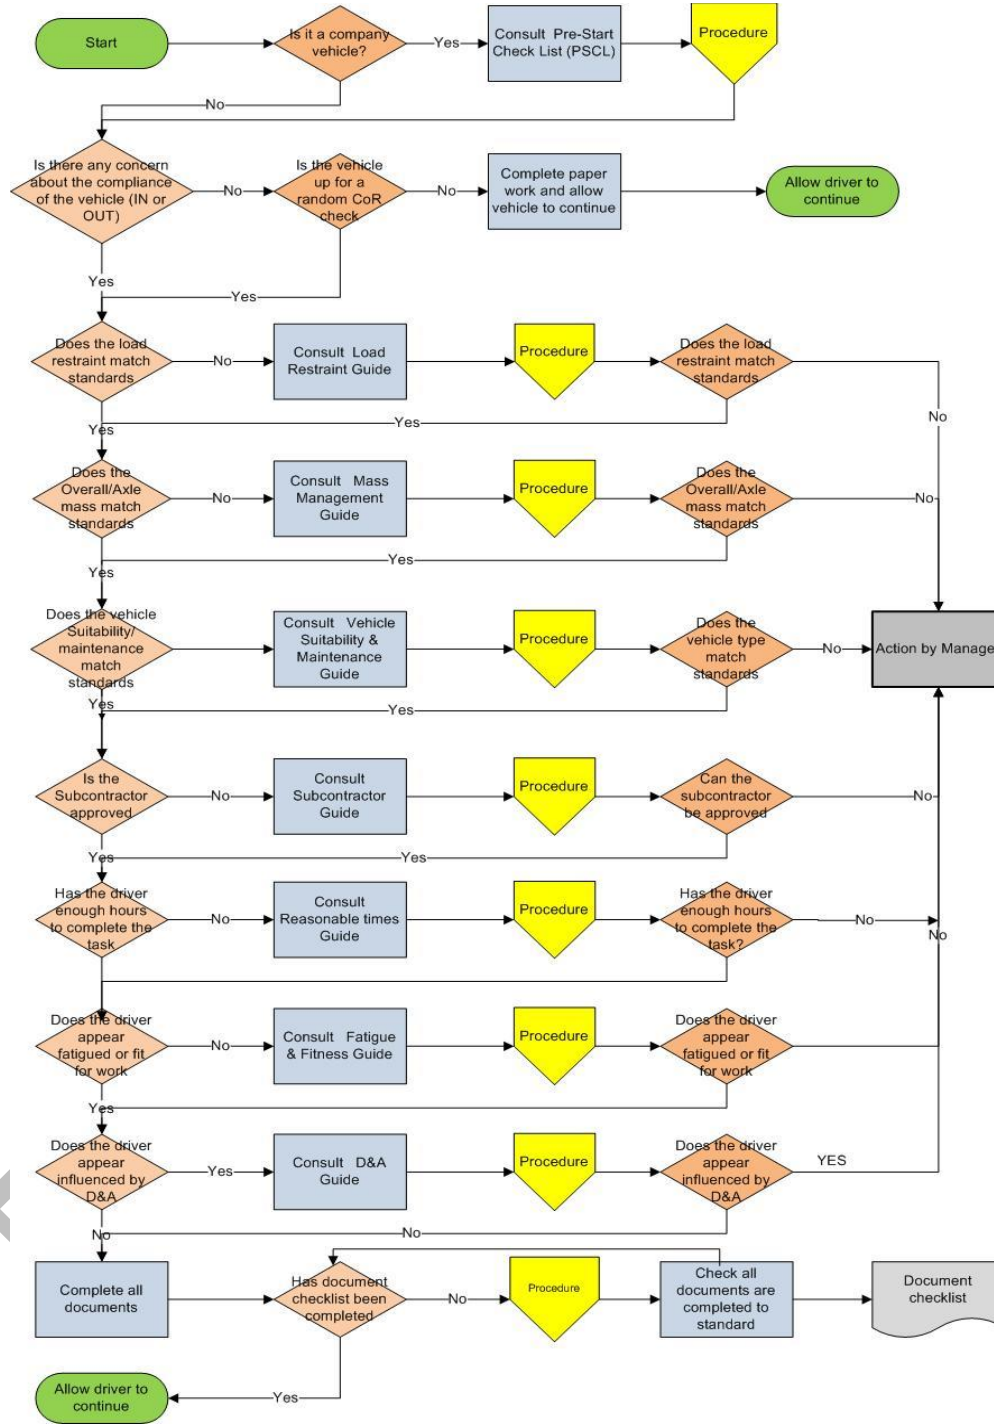 Start
Is it a company
vehicle?
Yes
Consult Pre-Start
Check List (PSCL)
Procedure
No
Is there any concern
about the compliance
of the vehicle (IN or
OUT)
No
Is the vehicle
up for a
random CoR
check
No
Complete paper
work and allow
vehicle to continue
Allow driver to
continue
Yes
Yes
Does the load
restraint match
standards
No
Consult Load
Restraint Guide
Procedure
Does the load
restraint match
standards
No
Yes
Yes
Does the
Overall/Axle
mass match
standards
No
Consult Mass
Management
Guide
Procedure
Does the
Overall/Axle
mass match
standards
No
Yes
Yes
Does the vehicle
Suitability/
maintenance
match
standards
Consult Vehicle
Suitability &
Maintenance
Guide
Procedure
Does the
vehicle type
match
standards
No
Action by Manage
Yes
Yes
Is the
Subcontractor
approved
No
Consult
Subcontractor
Guide
Procedure
Can the
subcontractor
be approved
No
Yes
Yes
Has the driver
enough hours
to complete the
task
No
Consult
Reasonable times
Guide
Procedure
Has the driver
enough hours
to complete the
task?
No
No
Does the driver
appear
fatigued or fit
for work
No
Consult Fatigue
& Fitness Guide
Procedure
Does the driver
appear
fatigued or fit
for work
Yes
Does the driver
appear
influenced by
D&A
Yes
Consult D&A
Guide
Procedure
Does the driver
appear
influenced by
D&A
YES
No
No
Complete all
documents
Has document
checklist been
completed
No
Procedure
Check all
documents are
completed to
standard
Document
checklist
Allow driver to
continue
Yes